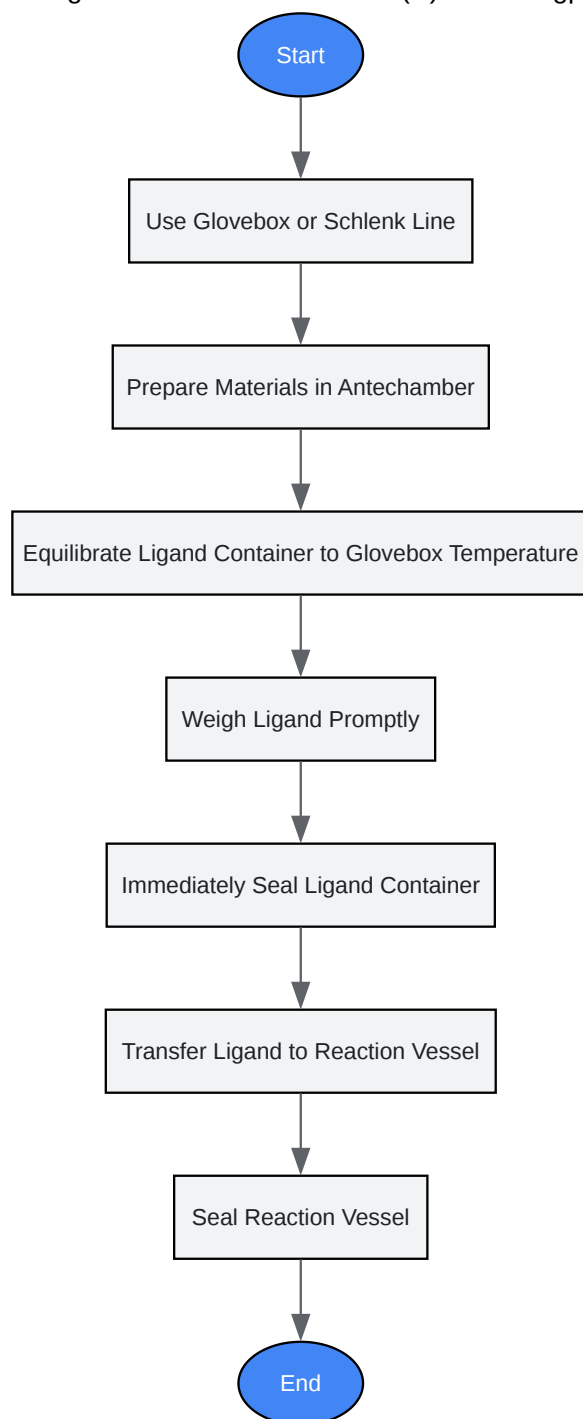 Start
Use Glovebox or Schlenk Line
Prepare Materials in Antechamber
Equilibrate Ligand Container to Glovebox Temperature
Weigh Ligand Promptly
Immediately Seal Ligand Container
Transfer Ligand to Reaction Vessel
Seal Reaction Vessel
End